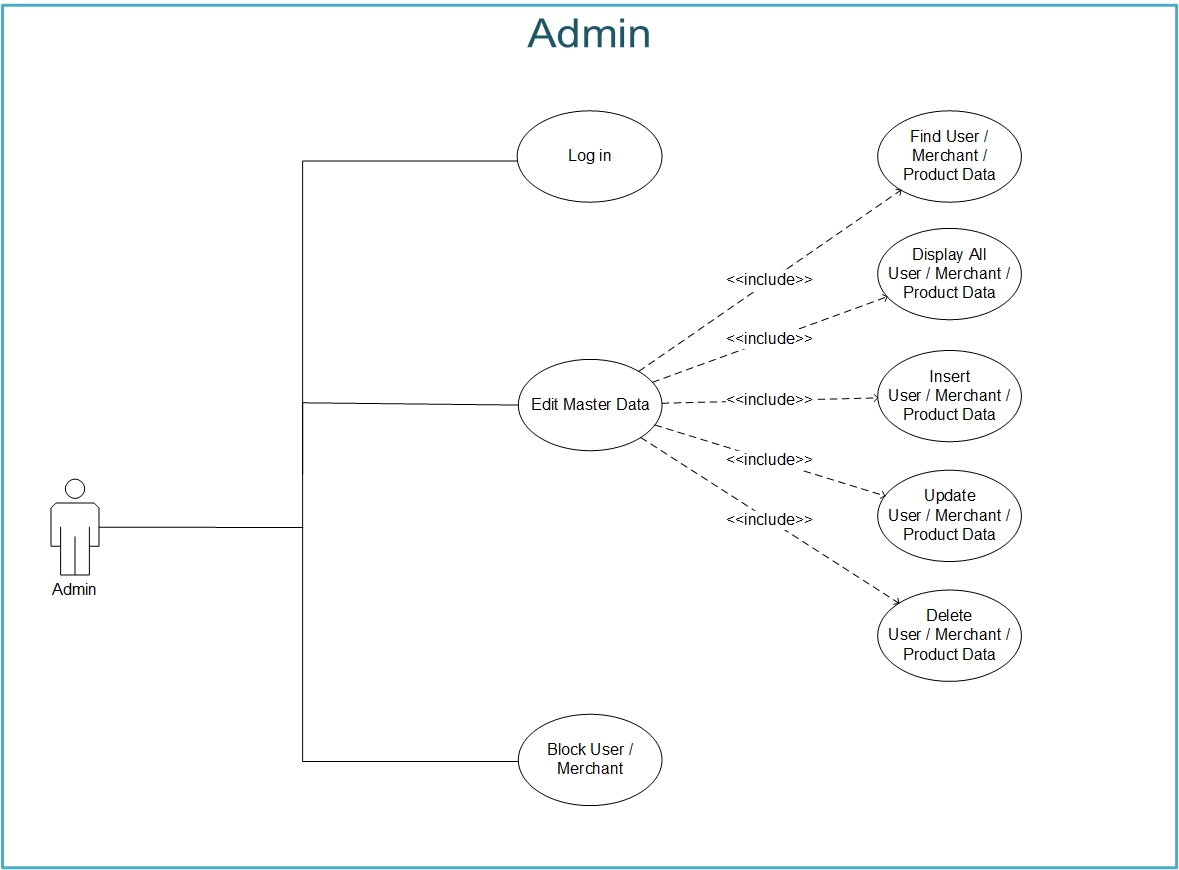 Admin
Log in
Find User /
Merchant /
Product Data
Display All
User / Merchant /
Product Data
<<include>>
<<include>>
Insert
User / Merchant /
Product Data
Edit Master Data
<<include>>
<<include>>
Update
User / Merchant /
Product Data
<<include>>
Admin
Delete
User / Merchant /
Product Data
Block User /
Merchant